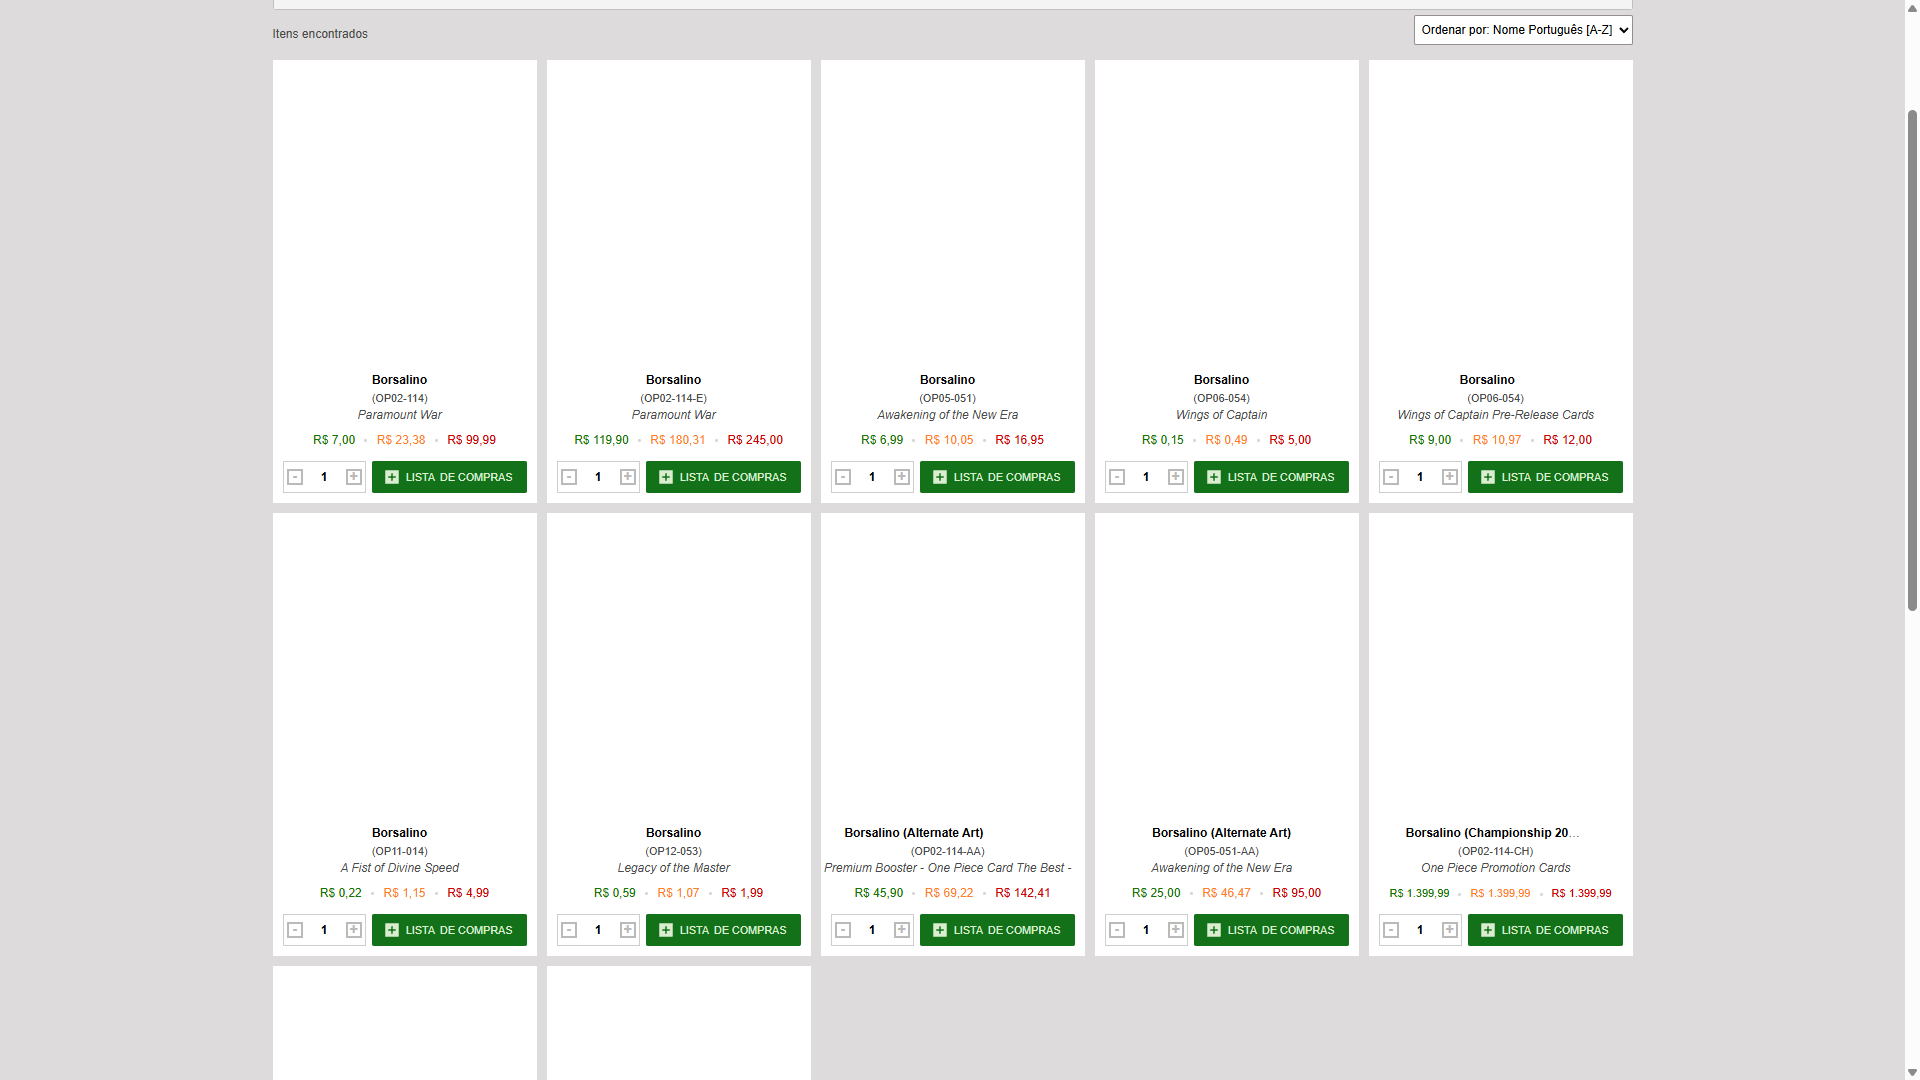 Itens encontrados
Ordenar por: Nome Português [A-Z]
Borsalino
(OP02-114)
Paramount War
R$ 7,00 • R$ 23,38 • R$ 99,99
- 1 + LISTA DE COMPRAS
Borsalino
(OP02-114-E)
Paramount War
R$ 119,90 • R$ 180,31 • R$ 245,00
- 1 + LISTA DE COMPRAS
Borsalino
(OP05-051)
Awakening of the New Era
R$ 6,99 • R$ 10,05 • R$ 16,95
- 1 + LISTA DE COMPRAS
Borsalino
(OP06-054)
Wings of Captain
R$ 0,15 • R$ 0,49 • R$ 5,00
- 1 + LISTA DE COMPRAS
Borsalino
(OP06-054)
Wings of Captain Pre-Release Cards
R$ 9,00 • R$ 10,97 • R$ 12,00
- 1 + LISTA DE COMPRAS
Borsalino
(OP11-014)
A Fist of Divine Speed
R$ 0,22 • R$ 1,15 • R$ 4,99
- 1 + LISTA DE COMPRAS
Borsalino
(OP12-053)
Legacy of the Master
R$ 0,59 • R$ 1,07 • R$ 1,99
- 1 + LISTA DE COMPRAS
Borsalino (Alternate Art)
(OP02-114-AA)
Premium Booster - One Piece Card The Best -
R$ 45,90 • R$ 69,22 • R$ 142,41
- 1 + LISTA DE COMPRAS
Borsalino (Alternate Art)
(OP05-051-AA)
Awakening of the New Era
R$ 25,00 • R$ 46,47 • R$ 95,00
- 1 + LISTA DE COMPRAS
Borsalino (Championship 20...
(OP02-114-CH)
One Piece Promotion Cards
R$ 1.399,99 • R$ 1.399,99 • R$ 1.399,99
- 1 + LISTA DE COMPRAS